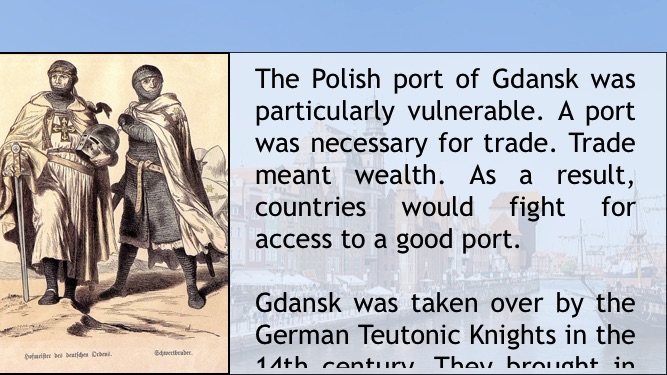 The Polish port of Gdansk was
particularly vulnerable. A port
was necessary for trade. Trade
meant wealth. As a result,
countries would fight for
access to a good port.
Gdansk was taken over by the
German Teutonic Knights in the
14th century. They brought in
Hofmeister des deutschen Ordens.
Schwertbruder.